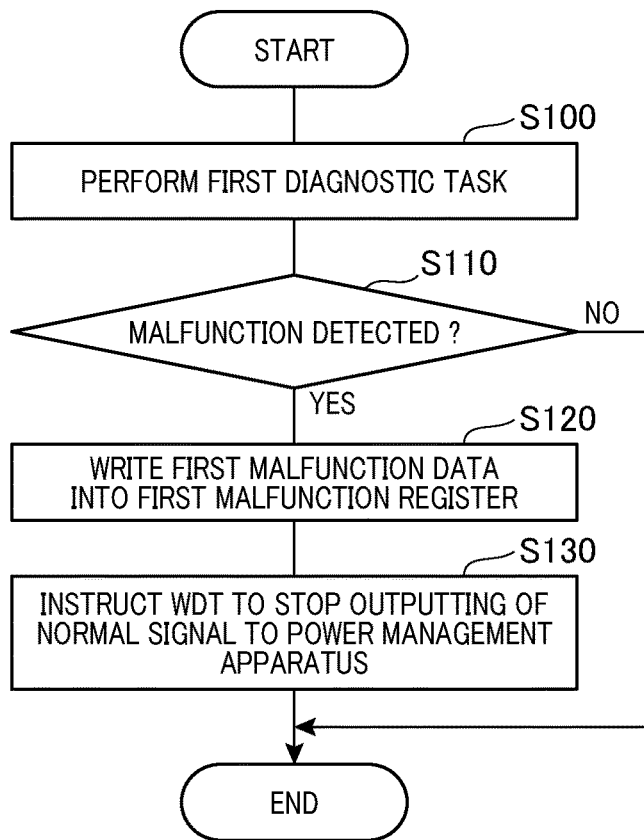 START
S100
PERFORM FIRST DIAGNOSTIC TASK
S110
MALFUNCTION DETECTED ?
NO
YES
S120
WRITE FIRST MALFUNCTION DATA
INTO FIRST MALFUNCTION REGISTER
S130
INSTRUCT WDT TO STOP OUTPUTTING OF
NORMAL SIGNAL TO POWER MANAGEMENT
APPARATUS
END